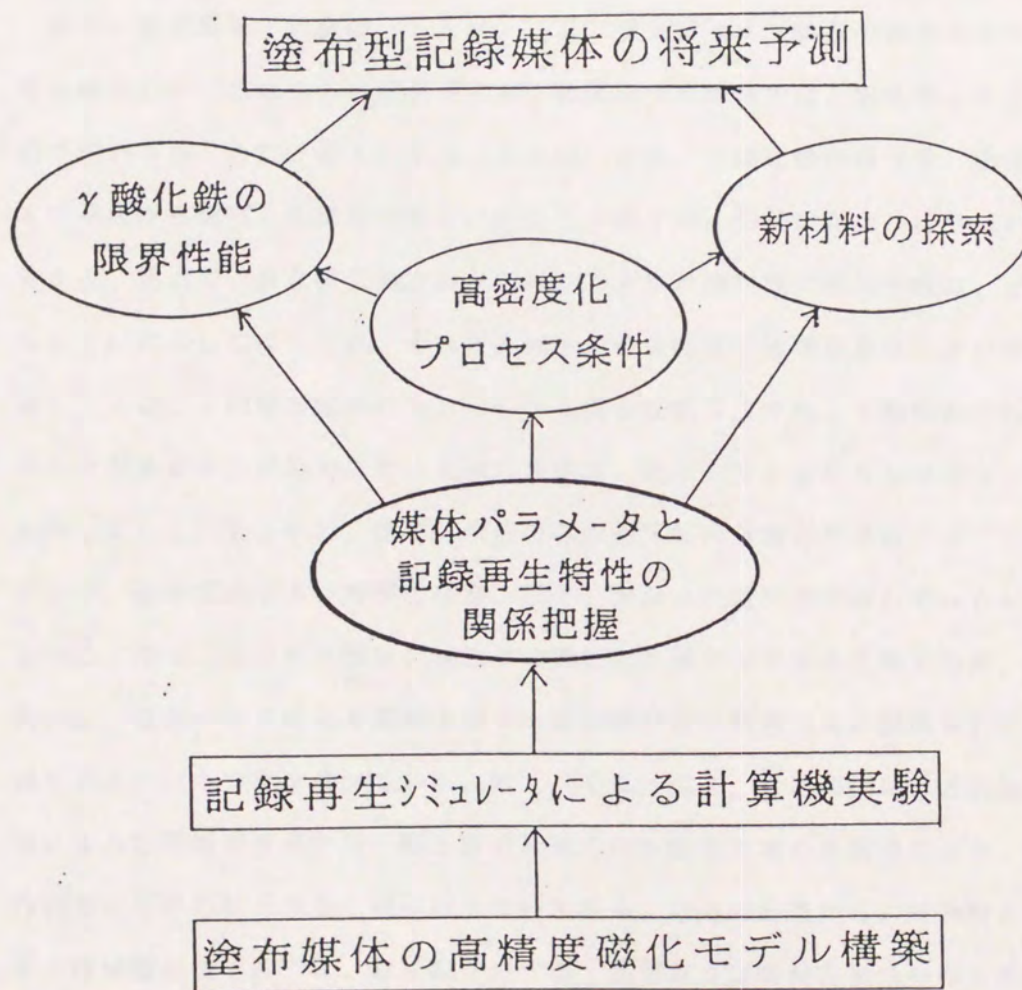 塗布型記録媒体の将来予測
γ酸化鉄の
限界性能
新材料の探索
高密度化
プロセス条件
媒体パラメータと
記録再生特性の
関係把握
記録再生ｼﾐｭﾚｰﾀによる計算機実験
塗布媒体の高精度磁化モデル構築